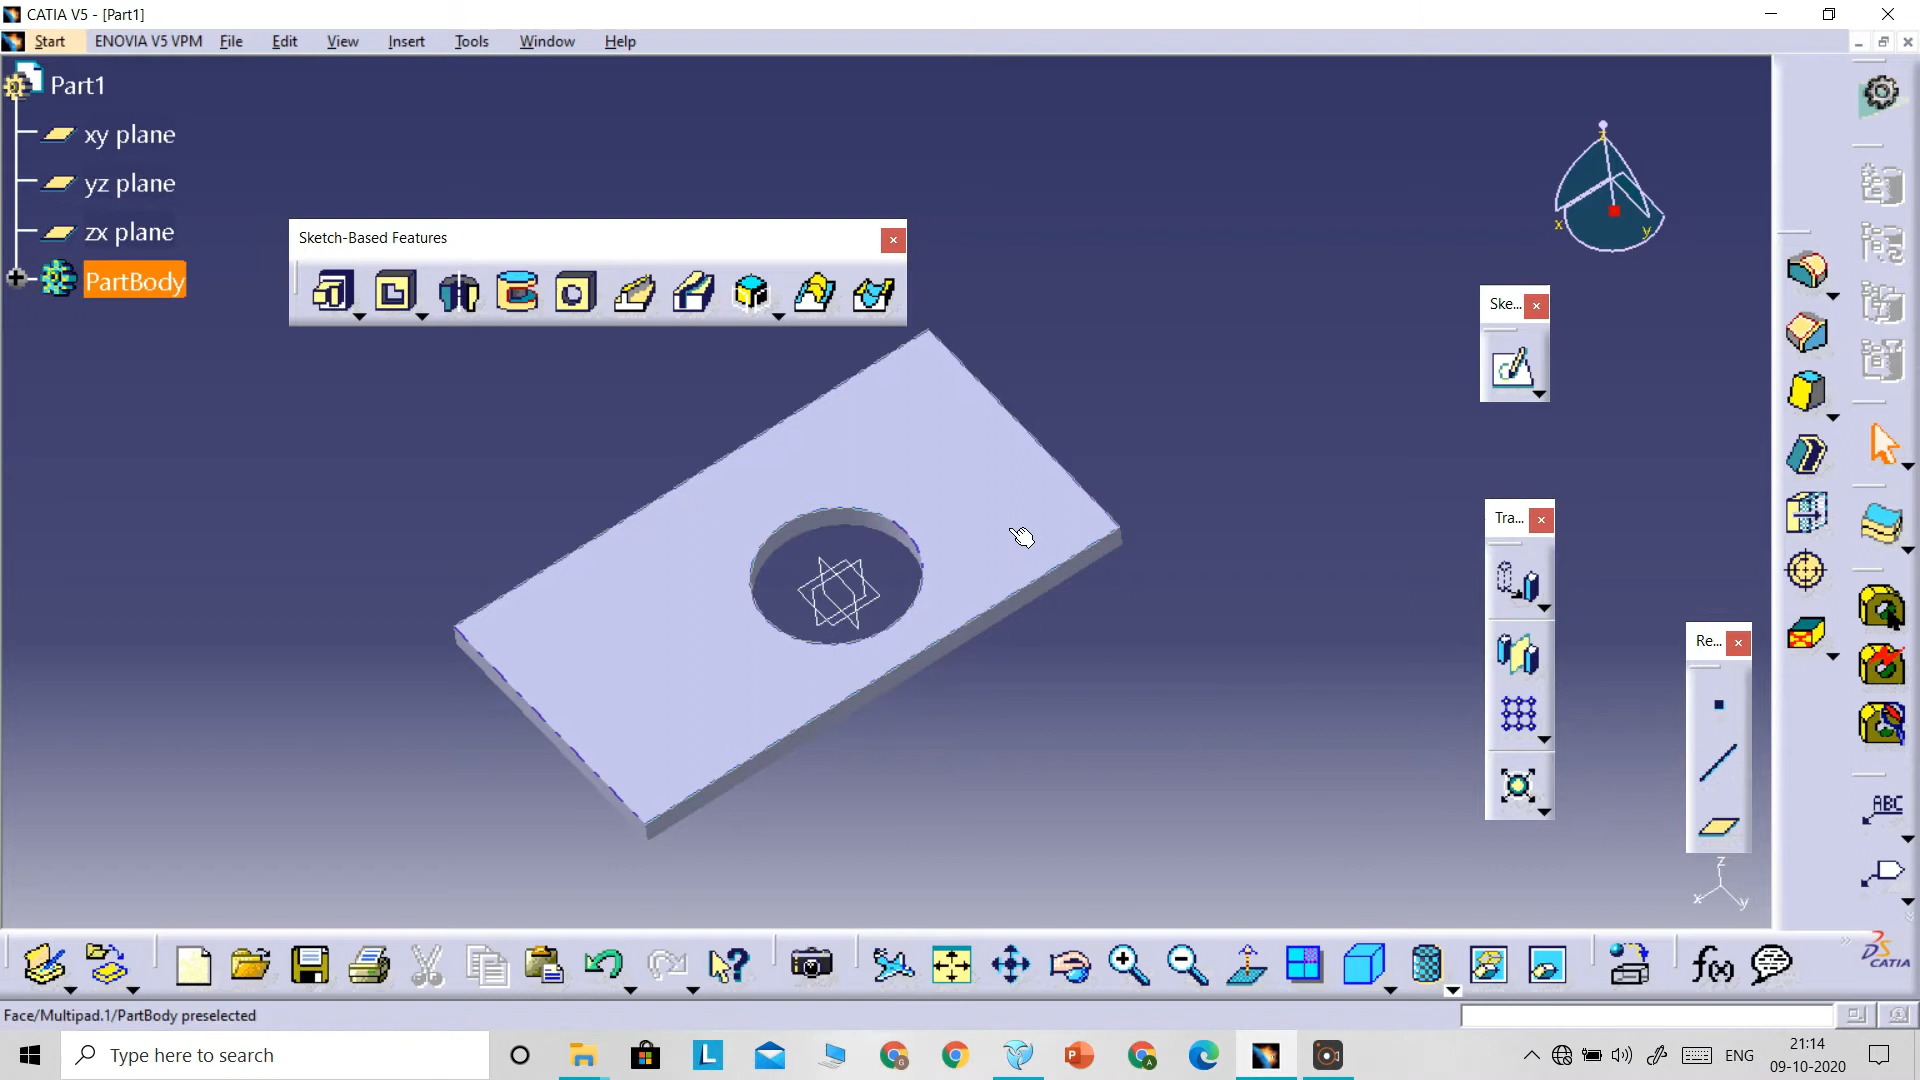 CATIA V5 - [Part1]
Start ENOVIA V5 VPM File Edit View Insert Tools Window Help
Part1
xy plane
yz plane
zx plane
PartBody
Sketch-Based Features
z
x
y
Ske...
Tra...
Re...
ABC
z
x y
f(x)
CATIA
Face/Multipad.1/PartBody preselected
Type here to search
L
P
G
A
ENG
21:14
09-10-2020